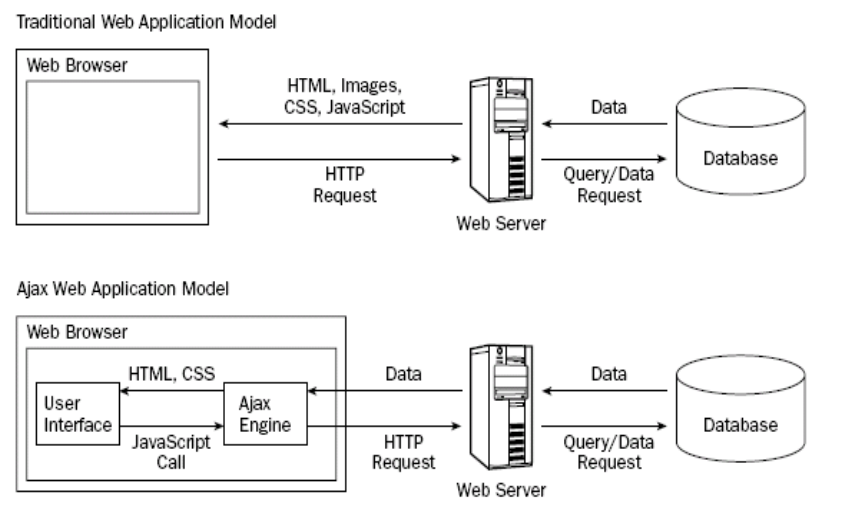 Traditional Web Application Model
Web Browser
HTML, Images,
CSS, JavaScript
Data
Database
HTTP
Request
Query/Data
Request
Web Server
Ajax Web Application Model
Web Browser
HTML, CSS
Data
Data
User
Interface
Ajax
Engine
Database
JavaScript
Call
HTTP
Request
Query/Data
Request
Web Server